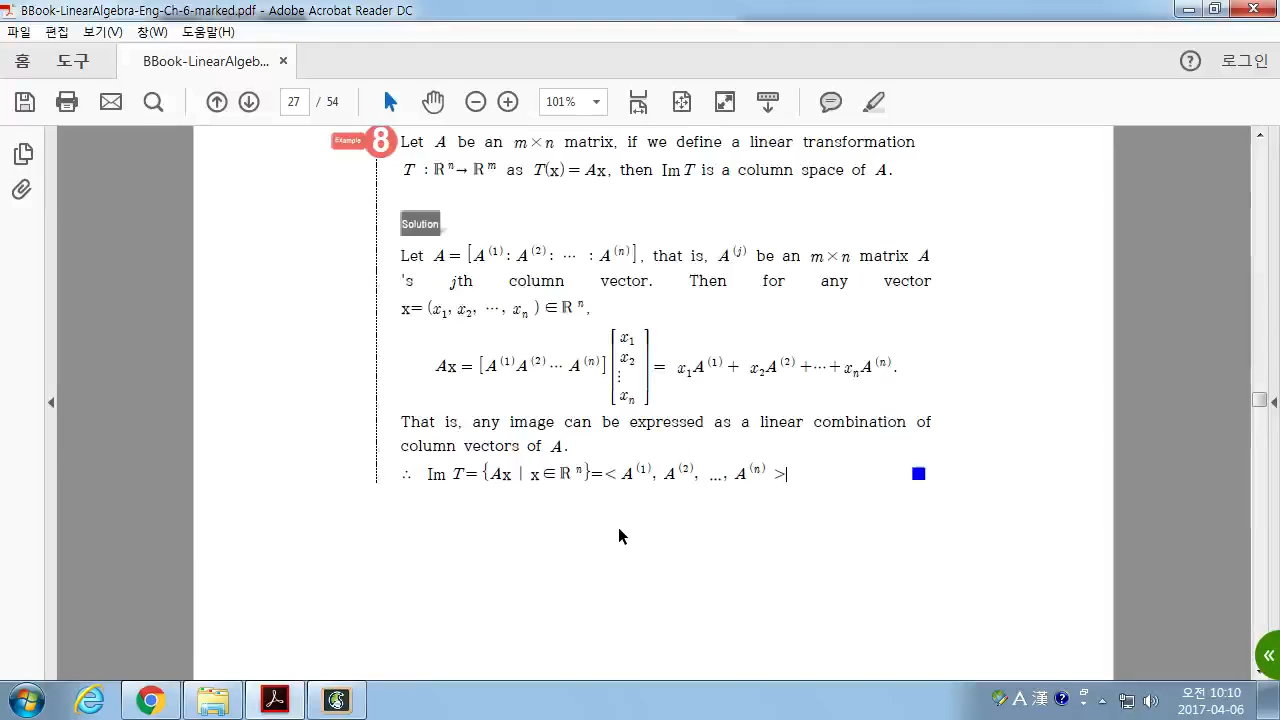 BBook-LinearAlgebra-Eng-Ch-6-marked.pdf - Adobe Acrobat Reader DC
파일 편집 보기(V) 창(W) 도움말(H)
홈 도구 BBook-LinearAlgeb... × ? 로그인
27 / 54 101%
Example 8 Let A be an m×n matrix, if we define a linear transformation
T : ℝⁿ→ ℝᵐ as T(x)=Ax, then Im T is a column space of A.
Solution
Let A=[A⁽¹⁾: A⁽²⁾: ⋯ : A⁽ⁿ⁾], that is, A⁽ʲ⁾ be an m×n matrix A
's jth column vector. Then for any vector
x=(x₁, x₂, ⋯, xₙ)∈ℝⁿ,
Ax=[A⁽¹⁾A⁽²⁾⋯ A⁽ⁿ⁾] [x₁ x₂ ⋮ xₙ] = x₁A⁽¹⁾+ x₂A⁽²⁾+⋯+xₙA⁽ⁿ⁾.
That is, any image can be expressed as a linear combination of
column vectors of A.
∴ Im T={Ax | x∈ℝⁿ}=< A⁽¹⁾, A⁽²⁾, ..., A⁽ⁿ⁾ >
A 漢 ? 오전 10:10
2017-04-06